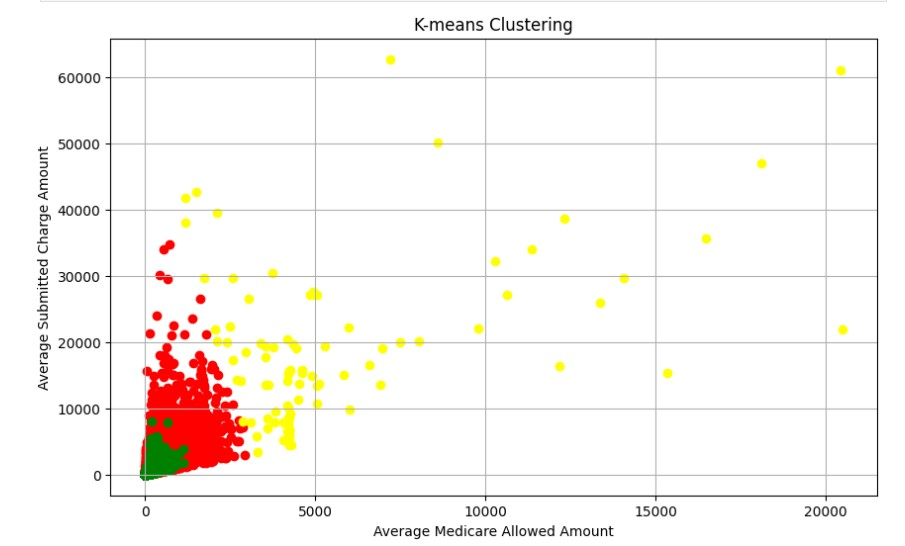 K-means Clustering
Average Submitted Charge Amount
60000
50000
40000
30000
20000
10000
0
0 5000 10000 15000 20000
Average Medicare Allowed Amount